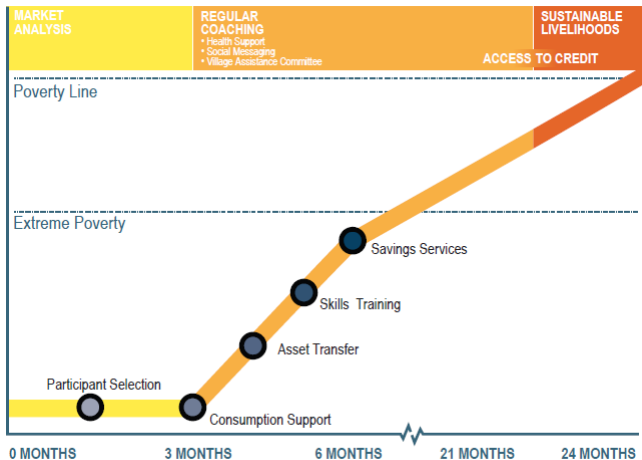 MARKET
ANALYSIS
REGULAR
COACHING
• Health Support
• Social Messaging
• Village Assistance Committee
SUSTAINABLE
LIVELIHOODS
ACCESS TO CREDIT
Poverty Line
Extreme Poverty
Savings Services
Skills Training
Asset Transfer
Participant Selection
Consumption Support
0 MONTHS
3 MONTHS
6 MONTHS
21 MONTHS
24 MONTHS